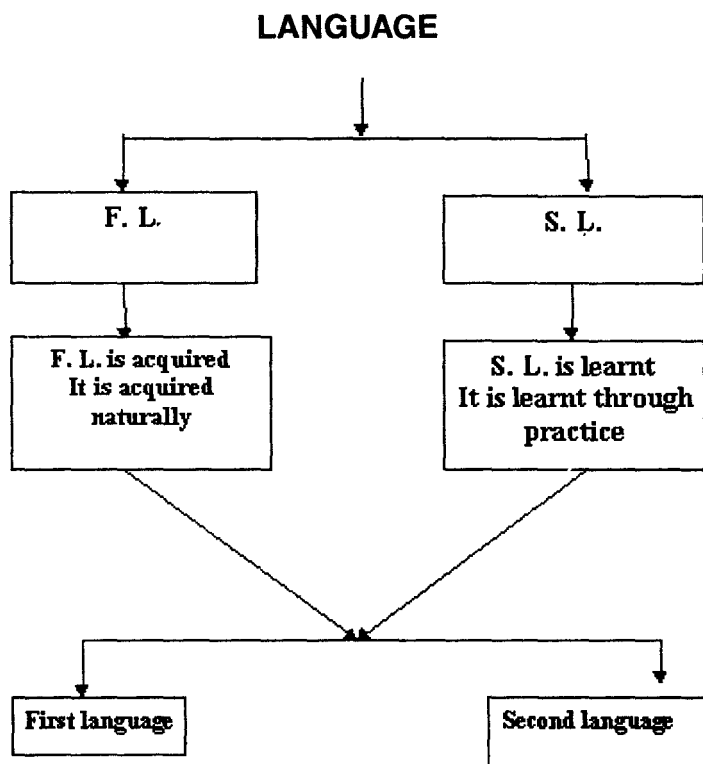 LANGUAGE
F. L.
S. L.
F. L. is acquired
It is acquired
naturally
S. L. is learnt
It is learnt through
practice
First language
Second language